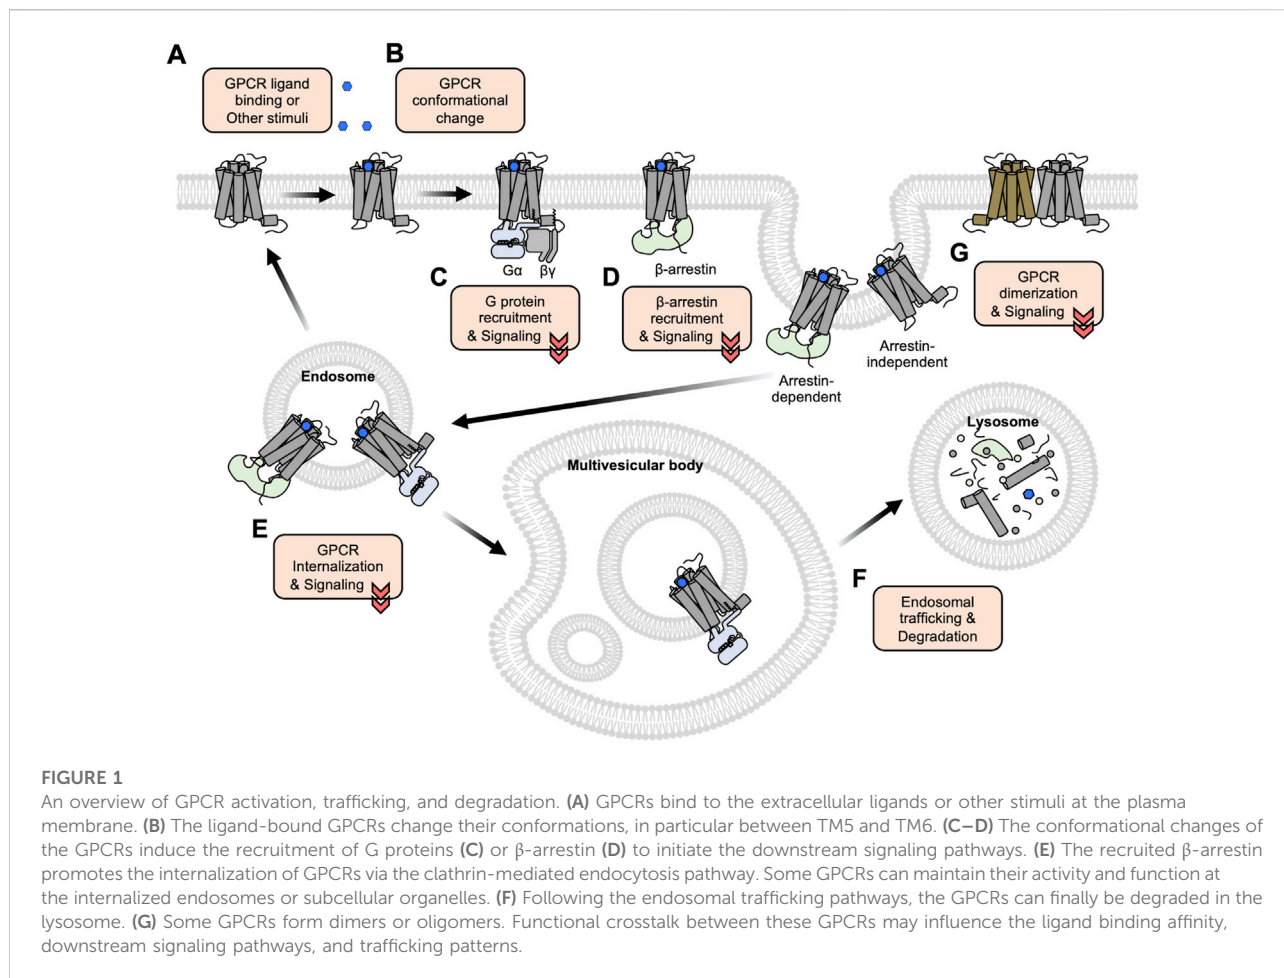 A
GPCR ligand
binding or
Other stimuli
B
GPCR
conformational
change
Gα
βγ
C
G protein
recruitment
& Signaling
β-arrestin
D
β-arrestin
recruitment
& Signaling
Arrestin-
dependent
Arrestin-
independent
G
GPCR
dimerization
& Signaling
Endosome
E
GPCR
Internalization
& Signaling
Multivesicular body
Lysosome
F
Endosomal
trafficking &
Degradation
FIGURE 1
An overview of GPCR activation, trafficking, and degradation. (A) GPCRs bind to the extracellular ligands or other stimuli at the plasma
membrane. (B) The ligand-bound GPCRs change their conformations, in particular between TM5 and TM6. (C–D) The conformational changes of
the GPCRs induce the recruitment of G proteins (C) or β-arrestin (D) to initiate the downstream signaling pathways. (E) The recruited β-arrestin
promotes the internalization of GPCRs via the clathrin-mediated endocytosis pathway. Some GPCRs can maintain their activity and function at
the internalized endosomes or subcellular organelles. (F) Following the endosomal trafficking pathways, the GPCRs can finally be degraded in the
lysosome. (G) Some GPCRs form dimers or oligomers. Functional crosstalk between these GPCRs may influence the ligand binding affinity,
downstream signaling pathways, and trafficking patterns.